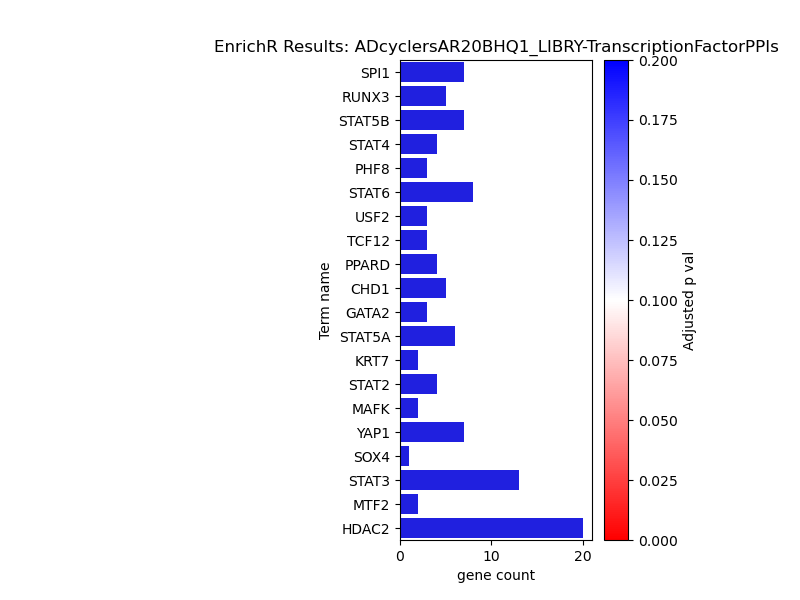 EnrichR Results: ADcyclersAR20BHQ1_LIBRY-TranscriptionFactorPPIs
SPI1
RUNX3
STAT5B
STAT4
PHF8
STAT6
USF2
TCF12
PPARD
CHD1
GATA2
STAT5A
KRT7
STAT2
MAFK
YAP1
SOX4
STAT3
MTF2
HDAC2
Term name
0
10
20
gene count
0.200
0.175
0.150
0.125
0.100
0.075
0.050
0.025
0.000
Adjusted p val